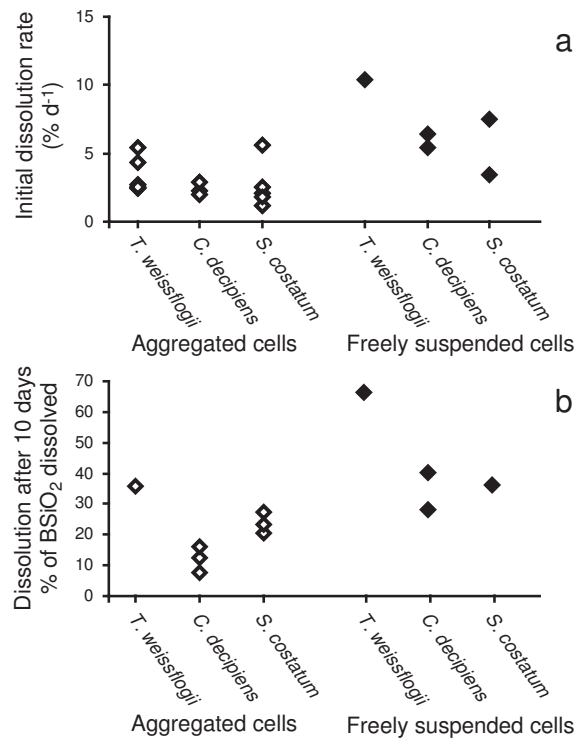 a
Initial dissolution rate
(% d⁻¹)
15
10
5
0
T. weissflogii
C. decipiens
S. costatum
T. weissflogii
C. decipiens
S. costatum
Aggregated cells
Freely suspended cells
b
Dissolution after 10 days
% of BSiO₂ dissolved
70
60
50
40
30
20
10
0
T. weissflogii
C. decipiens
S. costatum
T. weissflogii
C. decipiens
S. costatum
Aggregated cells
Freely suspended cells